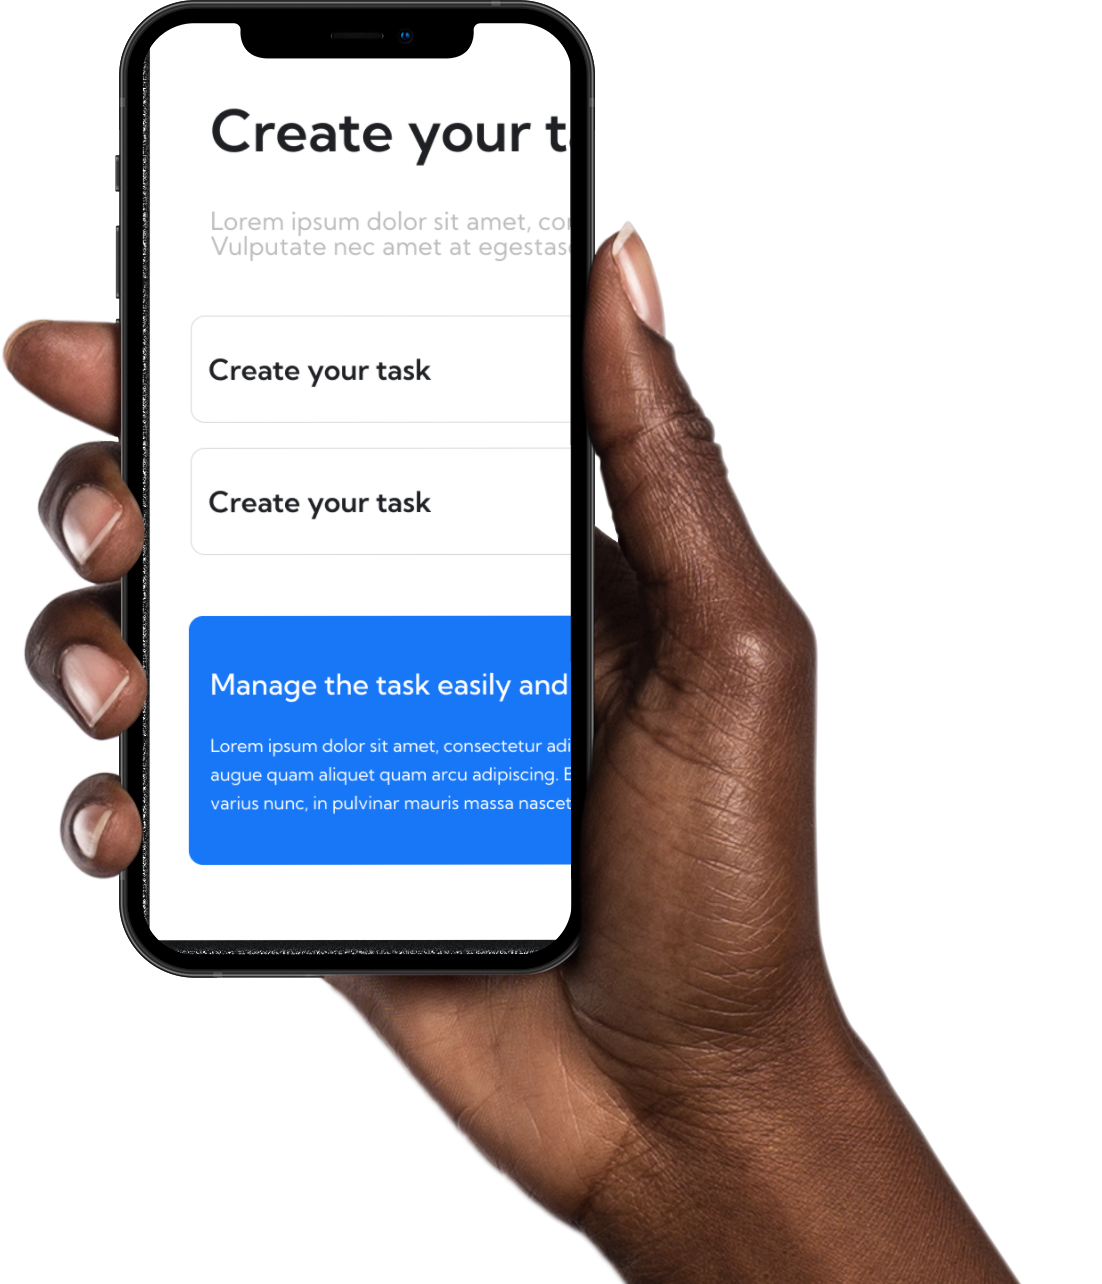 Create your t
Lorem ipsum dolor sit amet, con
Vulputate nec amet at egestas
Create your task
Create your task
Manage the task easily and
Lorem ipsum dolor sit amet, consectetur adi
augue quam aliquet quam arcu adipiscing. E
varius nunc, in pulvinar mauris massa nascet